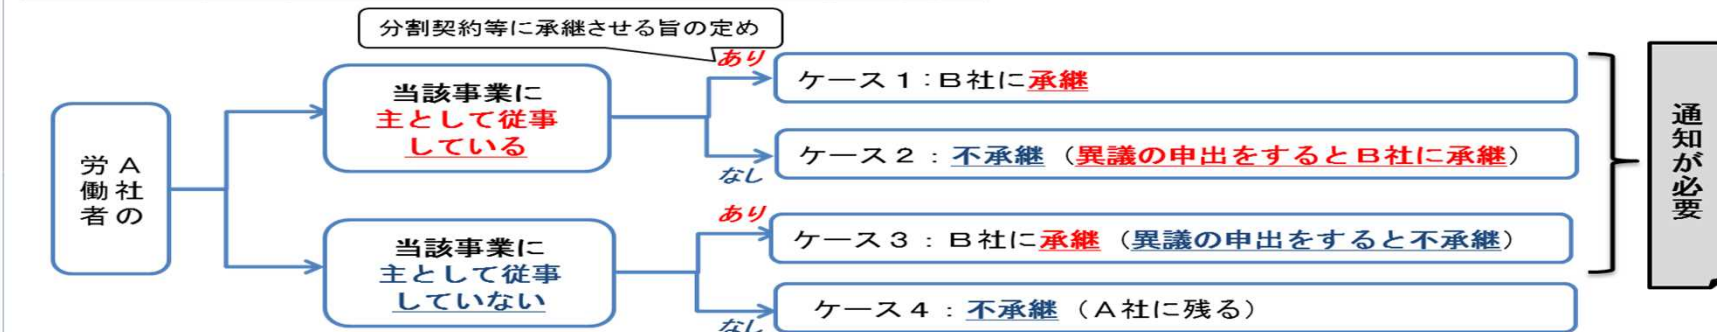 分割契約等に承継させる旨の定め
A社の
労働者
当該事業に
主として従事
している
あり
ケース1:B社に承継
なし
ケース2:不承継(異議の申出をするとB社に承継)
当該事業に
主として従事
していない
あり
ケース3:B社に承継(異議の申出をすると不承継)
なし
ケース4:不承継(A社に残る)
通知が必要